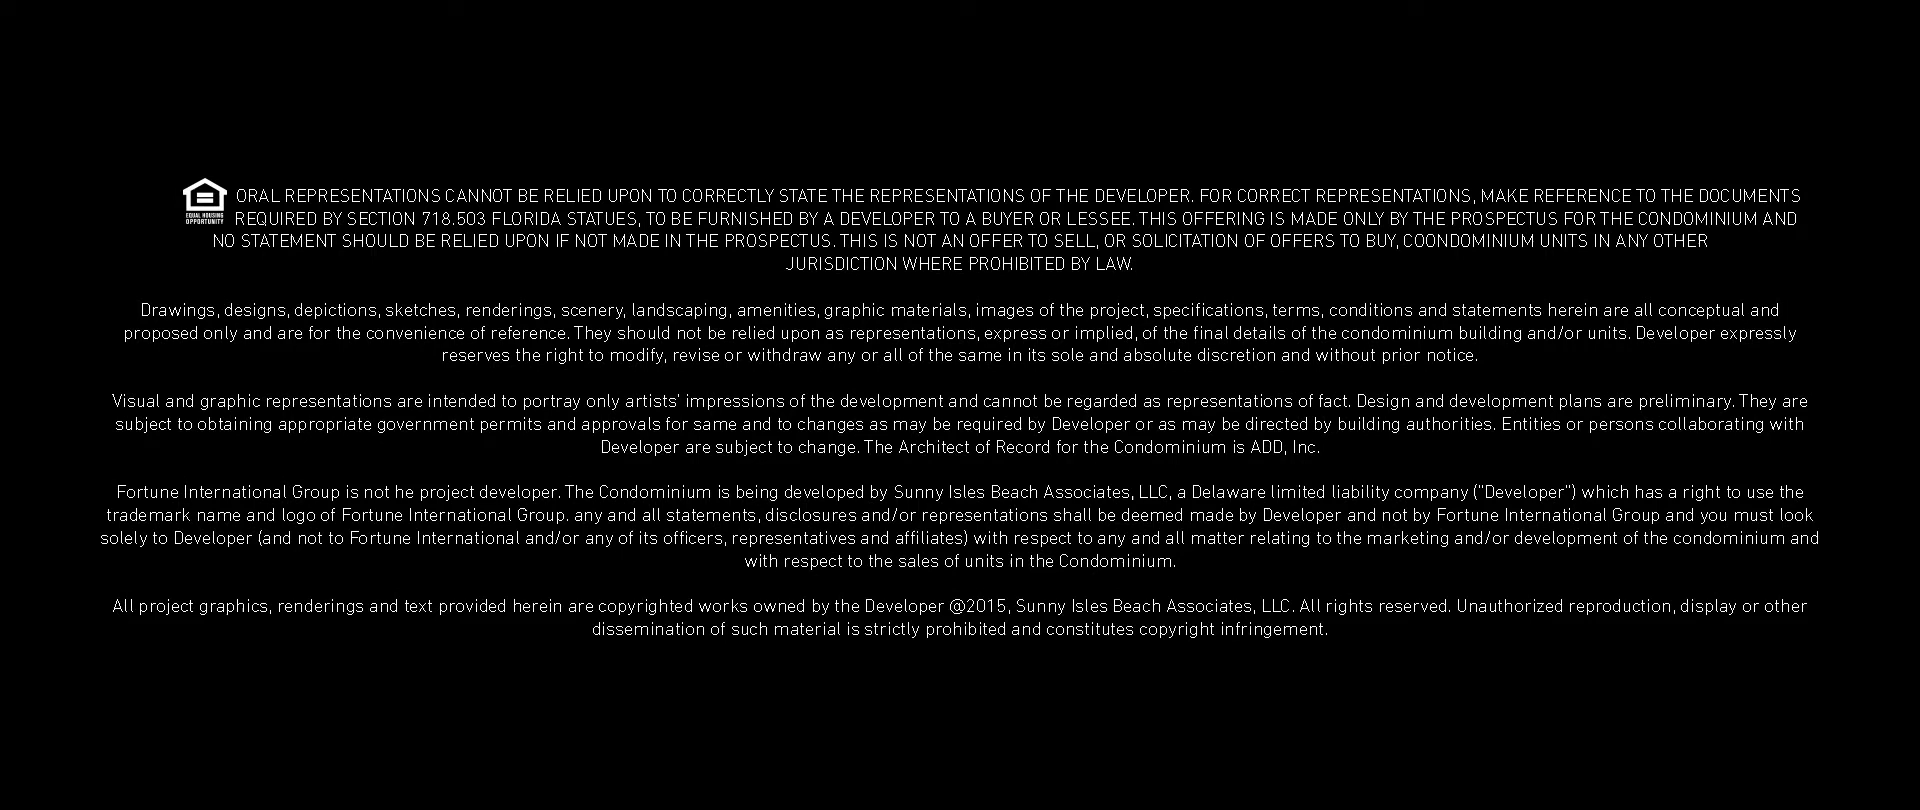 ORAL REPRESENTATIONS CANNOT BE RELIED UPON TO CORRECTLY STATE THE REPRESENTATIONS OF THE DEVELOPER. FOR CORRECT REPRESENTATIONS, MAKE REFERENCE TO THE DOCUMENTS
EQUAL HOUSING
OPPORTUNITY
REQUIRED BY SECTION 718.503 FLORIDA STATUES, TO BE FURNISHED BY A DEVELOPER TO A BUYER OR LESSEE. THIS OFFERING IS MADE ONLY BY THE PROSPECTUS FOR THE CONDOMINIUM AND
NO STATEMENT SHOULD BE RELIED UPON IF NOT MADE IN THE PROSPECTUS. THIS IS NOT AN OFFER TO SELL, OR SOLICITATION OF OFFERS TO BUY, COONDOMINIUM UNITS IN ANY OTHER
JURISDICTION WHERE PROHIBITED BY LAW.
Drawings, designs, depictions, sketches, renderings, scenery, landscaping, amenities, graphic materials, images of the project, specifications, terms, conditions and statements herein are all conceptual and
proposed only and are for the convenience of reference. They should not be relied upon as representations, express or implied, of the final details of the condominium building and/or units. Developer expressly
reserves the right to modify, revise or withdraw any or all of the same in its sole and absolute discretion and without prior notice.
Visual and graphic representations are intended to portray only artists' impressions of the development and cannot be regarded as representations of fact. Design and development plans are preliminary. They are
subject to obtaining appropriate government permits and approvals for same and to changes as may be required by Developer or as may be directed by building authorities. Entities or persons collaborating with
Developer are subject to change. The Architect of Record for the Condominium is ADD, Inc.
Fortune International Group is not he project developer. The Condominium is being developed by Sunny Isles Beach Associates, LLC, a Delaware limited liability company ("Developer") which has a right to use the
trademark name and logo of Fortune International Group. any and all statements, disclosures and/or representations shall be deemed made by Developer and not by Fortune International Group and you must look
solely to Developer (and not to Fortune International and/or any of its officers, representatives and affiliates) with respect to any and all matter relating to the marketing and/or development of the condominium and
with respect to the sales of units in the Condominium.
All project graphics, renderings and text provided herein are copyrighted works owned by the Developer @2015, Sunny Isles Beach Associates, LLC. All rights reserved. Unauthorized reproduction, display or other
dissemination of such material is strictly prohibited and constitutes copyright infringement.